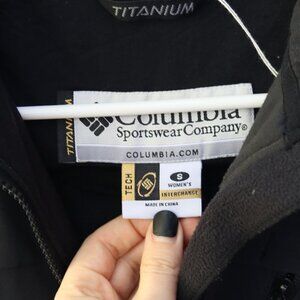 TITANIUM
TITANIUM
Columbia
Sportswear Company®
COLUMBIA.COM
TECH
S
WOMEN'S
INTERCHANGE
MADE IN CHINA